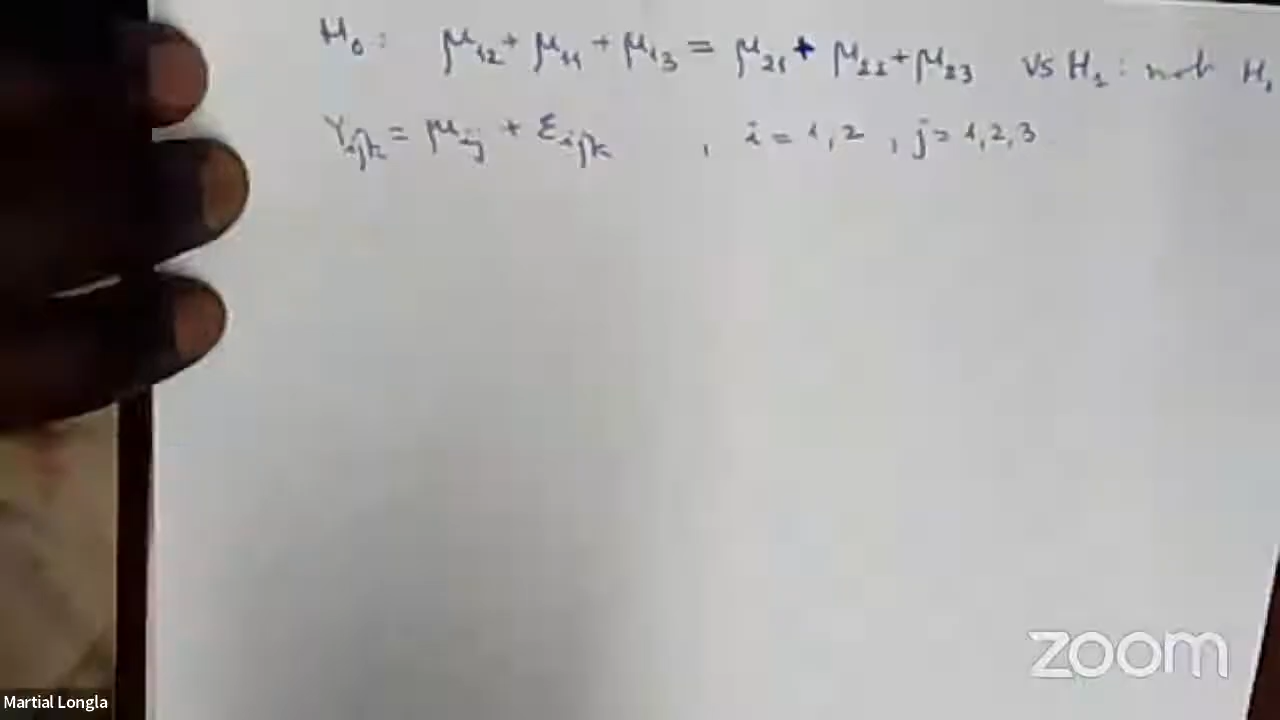 H₀: μ₁₂ + μ₁₁ + μ₁₃ = μ₂₁ + μ₂₂ + μ₂₃ vs H₁: not H
Yᵢⱼₖ = μᵢⱼ + εᵢⱼₖ , i = 1, 2 , j = 1, 2, 3
zoom
Martial Longla